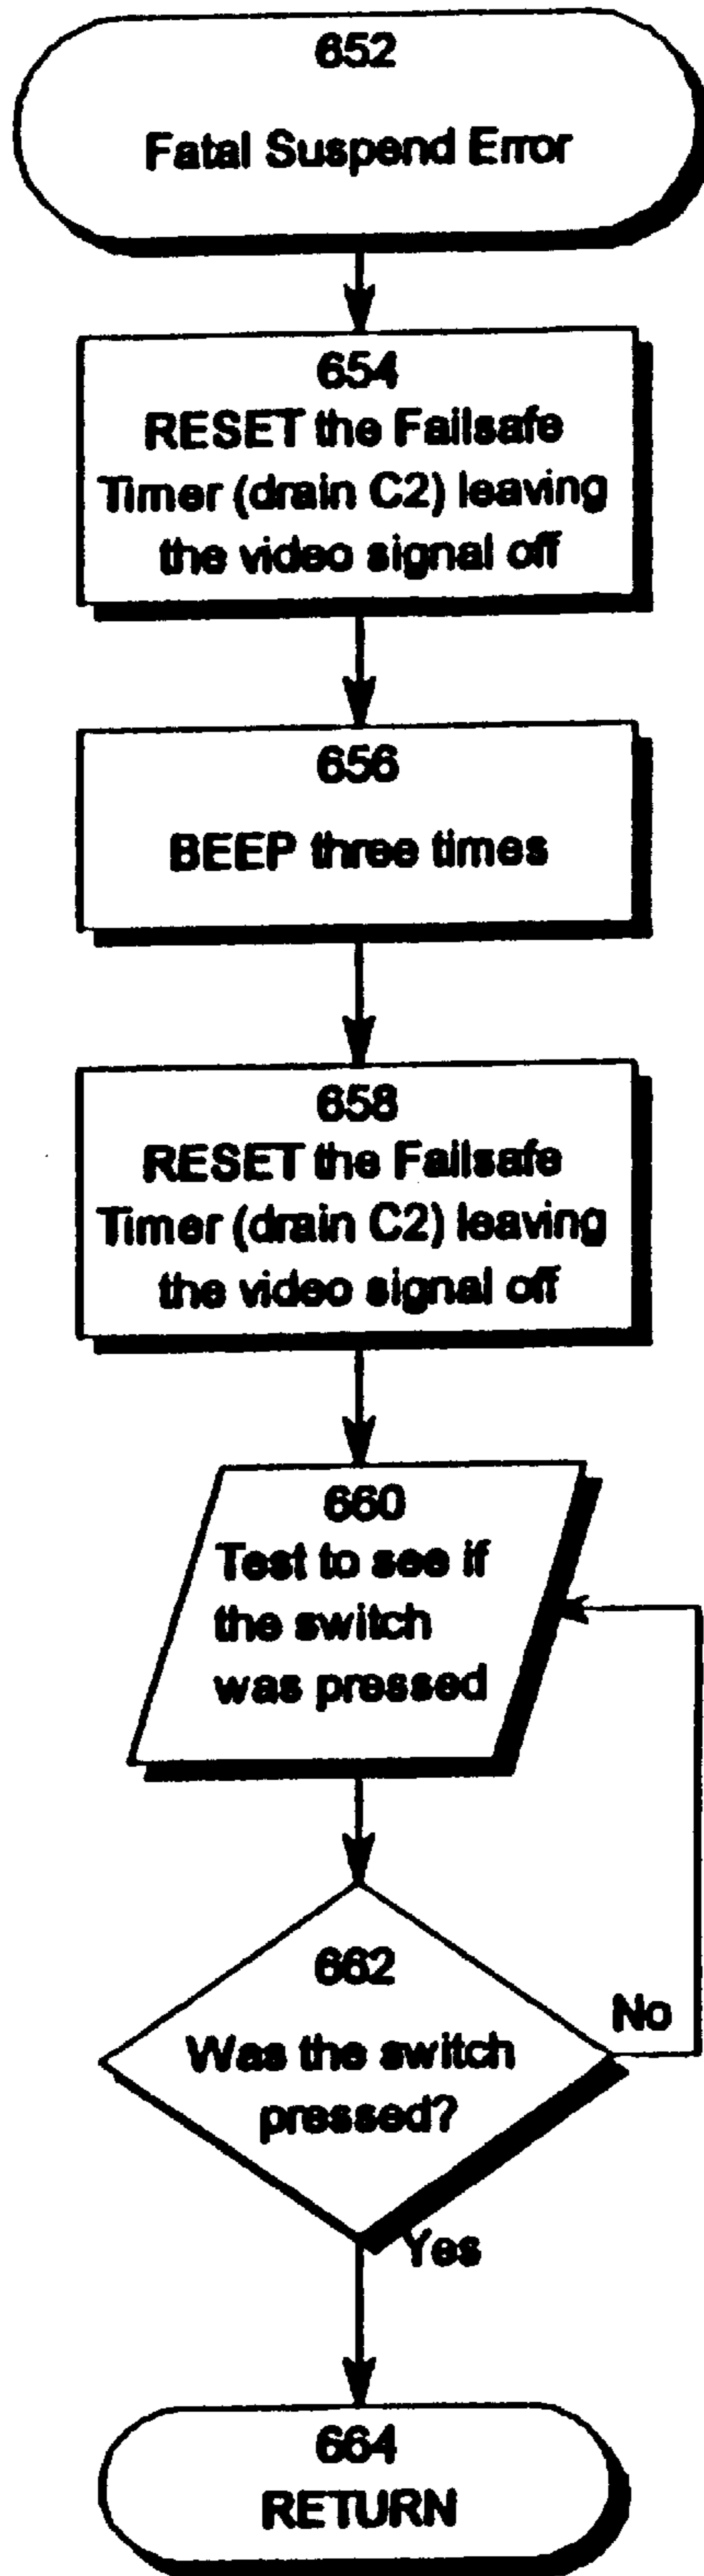 652
Fatal Suspend Error
654
RESET the Failsafe
Timer (drain C2) leaving
the video signal off
656
BEEP three times
658
RESET the Failsafe
Timer (drain C2) leaving
the video signal off
660
Test to see if
the switch
was pressed
662
Was the switch
pressed?
No
Yes
664
RETURN